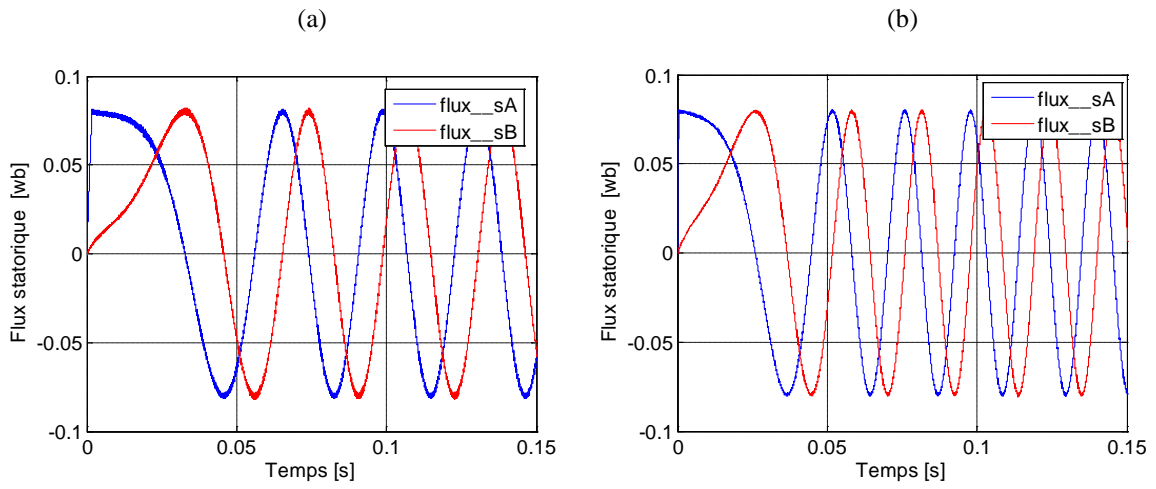 (a)
(b)
0.1
0.05
0
-0.05
-0.1
0
0.05
0.1
0.15
Temps [s]
Flux statorique [wb]
flux__sA
flux__sB
0.1
0.05
0
-0.05
-0.1
0
0.05
0.1
0.15
Temps [s]
Flux statorique [wb]
flux__sA
flux__sB